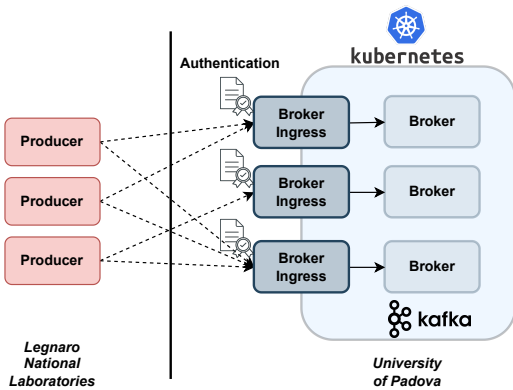 kubernetes
Authentication
Producer
Producer
Producer
Broker
Ingress
Broker
Broker
Ingress
Broker
Broker
Ingress
Broker
kafka
Legnaro
National
Laboratories
University
of Padova